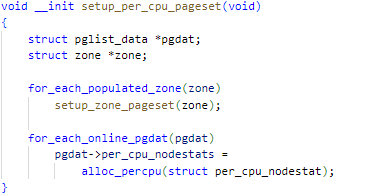 void __init setup_per_cpu_pageset(void)
{
    struct pglist_data *pgdat;
    struct zone *zone;

    for_each_populated_zone(zone)
        setup_zone_pageset(zone);

    for_each_online_pgdat(pgdat)
        pgdat->per_cpu_nodestats =
            alloc_percpu(struct per_cpu_nodestat);
}